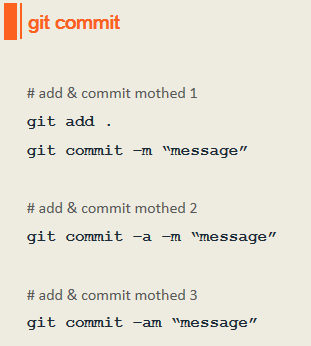 git commit
# add & commit mothed 1
git add .
git commit –m “message”
# add & commit mothed 2
git commit –a –m “message”
# add & commit mothed 3
git commit –am “message”